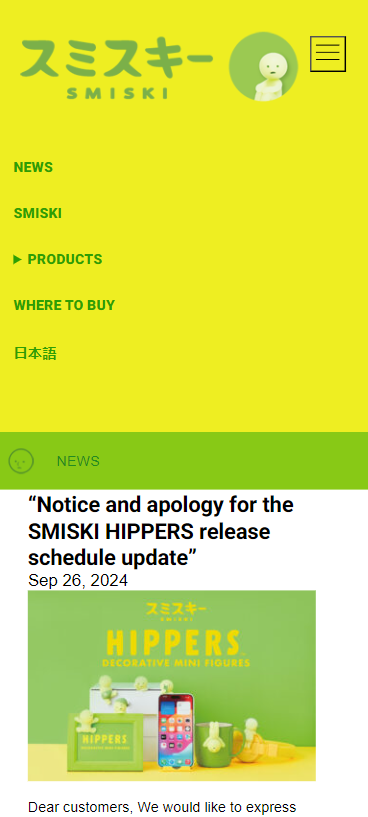 スミスキー
SMISKI
NEWS
SMISKI
PRODUCTS
WHERE TO BUY
日本語
NEWS
“Notice and apology for the
SMISKI HIPPERS release
schedule update”
Sep 26, 2024
スミスキー
SMISKI
HIPPERS™
DECORATIVE MINI FIGURES
HIPPERS
Dear customers, We would like to express